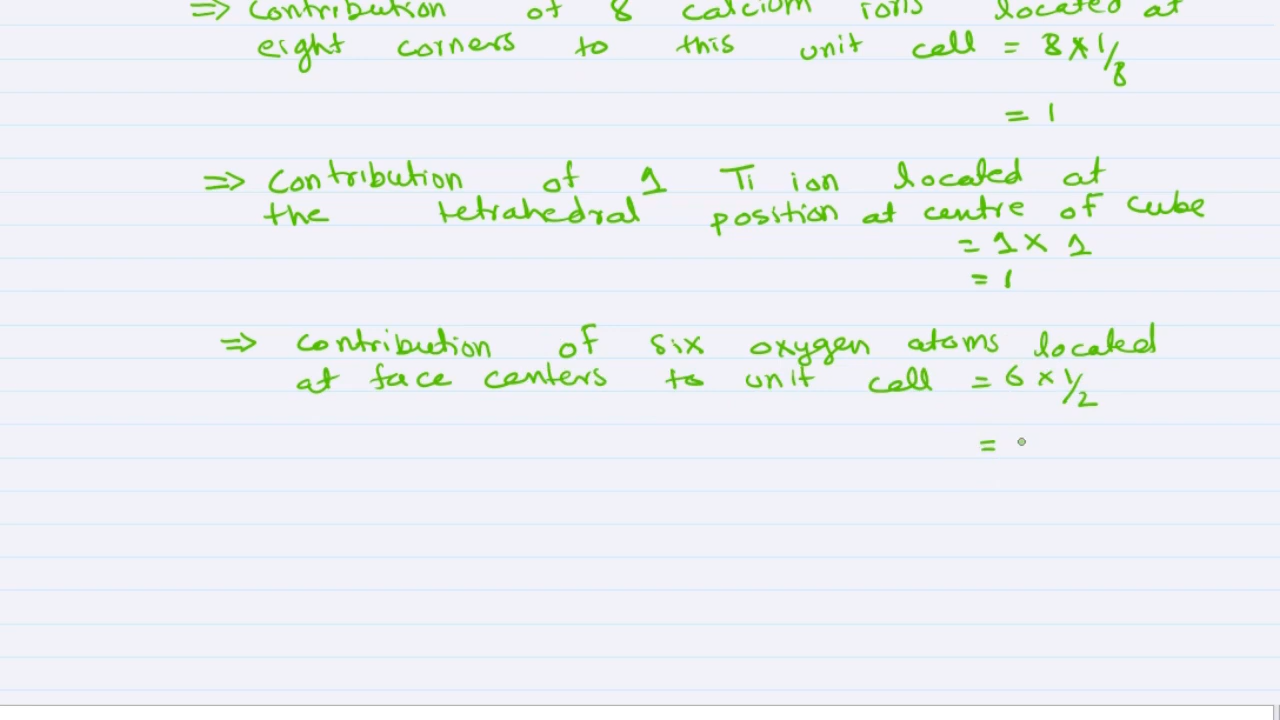 ⇒ Contribution of 8 calcium ions located at
eight corners to this unit cell = 8 × 1/8
= 1
⇒ Contribution of 1 Ti ion located at
the tetrahedral position at centre of cube
= 1 × 1
= 1
⇒ contribution of six oxygen atoms located
at face centers to unit cell = 6 × 1/2
=